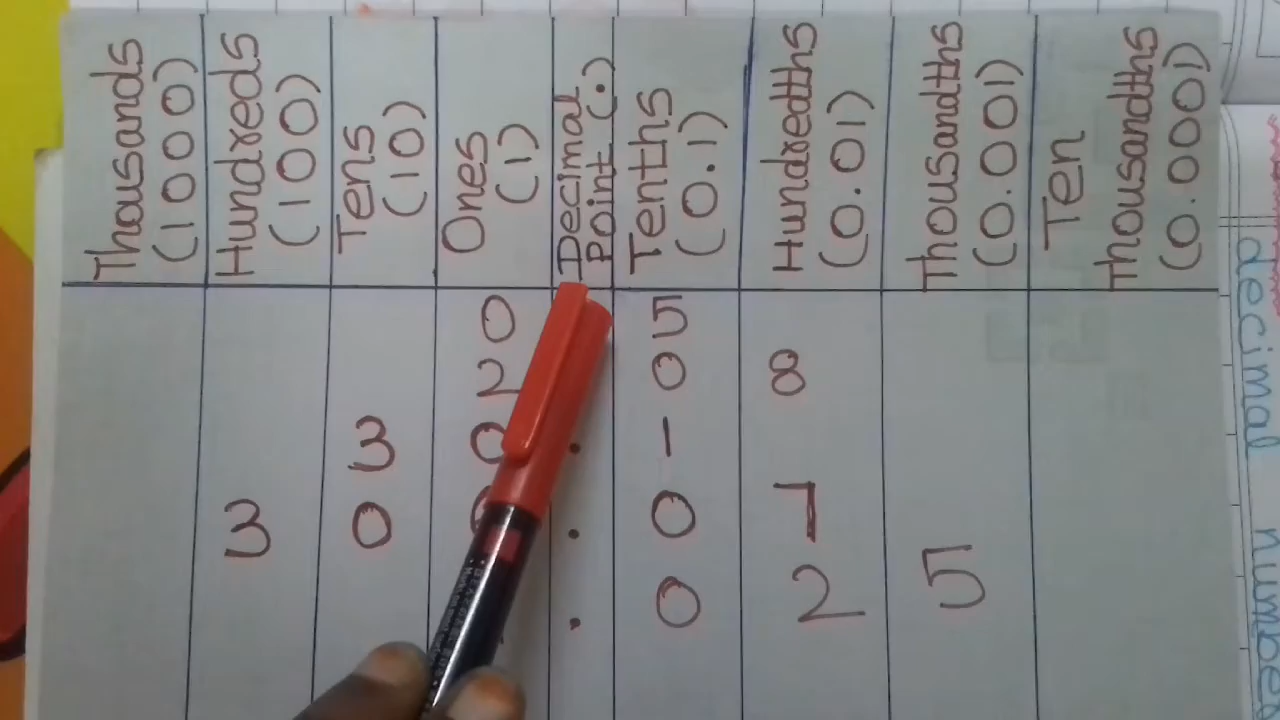 Thousands (1000)
Hundreds (100)
Tens (10)
Ones (1)
Decimal Point (.)
Tenths (0.1)
Hundredths (0.01)
Thousandths (0.001)
Ten Thousandths (0.0001)
0 5
2 0 8
3 0 . 1
3 0 . 0 1
. 0 2 5
decimal